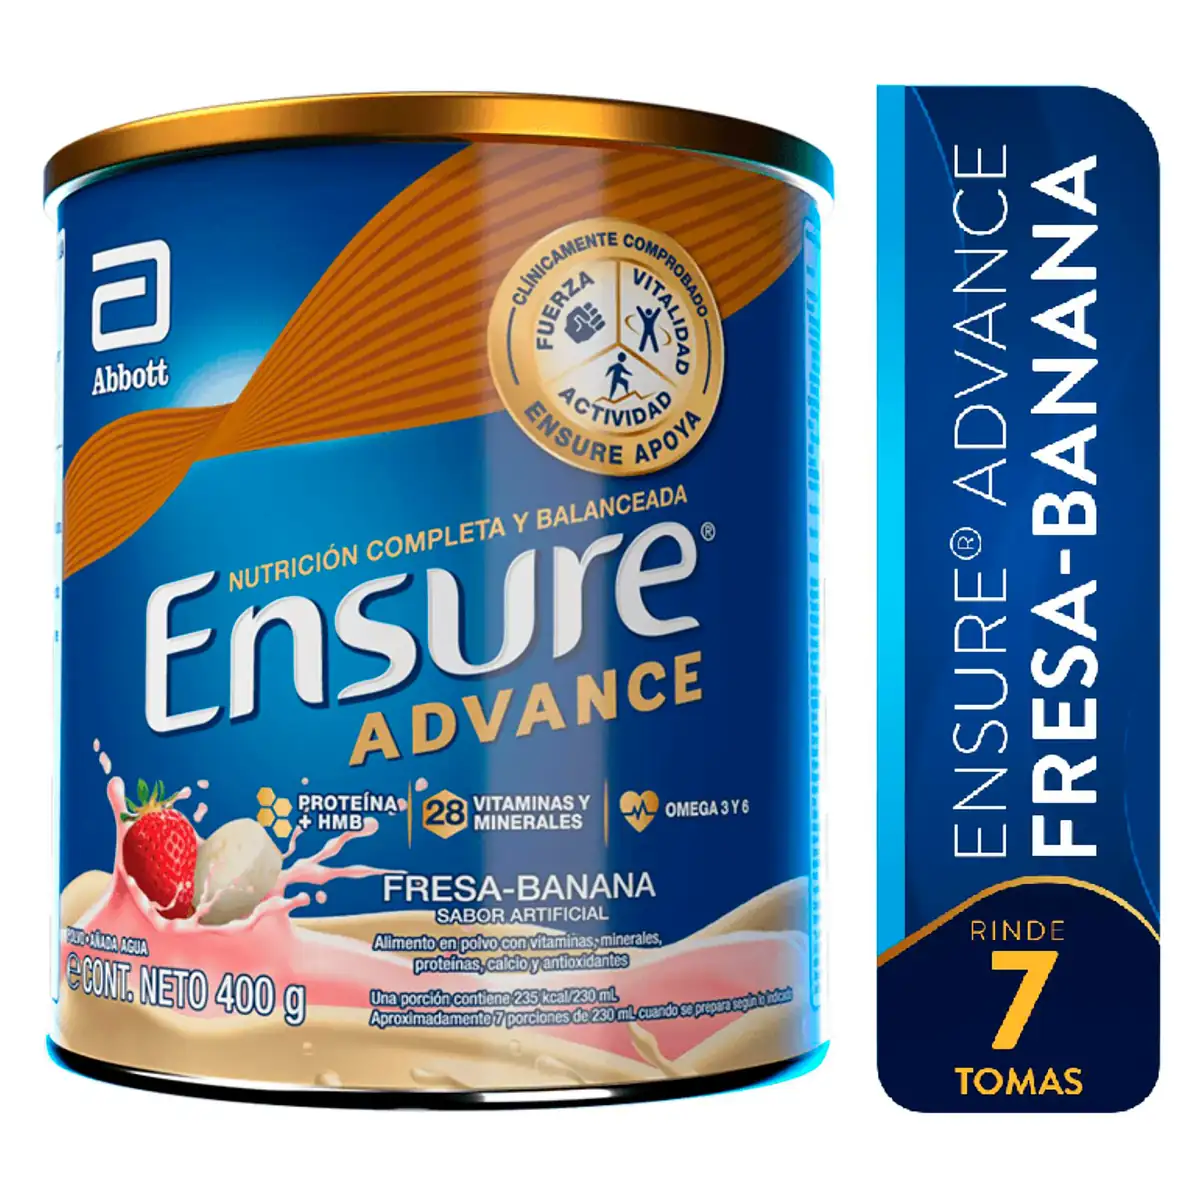 Abbott
CLÍNICAMENTE COMPROBADO
FUERZA
VITALIDAD
ACTIVIDAD
ENSURE APOYA
NUTRICIÓN COMPLETA Y BALANCEADA
Ensure®
ADVANCE
PROTEÍNA
+ HMB
28
VITAMINAS Y
MINERALES
OMEGA 3 Y 6
FRESA-BANANA
SABOR ARTIFICIAL
POLVO • AÑADA AGUA
℮ CONT. NETO 400 g
Alimento en polvo con vitaminas, minerales,
proteínas, calcio y antioxidantes
Una porción contiene 235 kcal/230 mL
Aproximadamente 7 porciones de 230 mL cuando se prepara según lo indicado
ENSURE® ADVANCE
FRESA-BANANA
RINDE
7
TOMAS